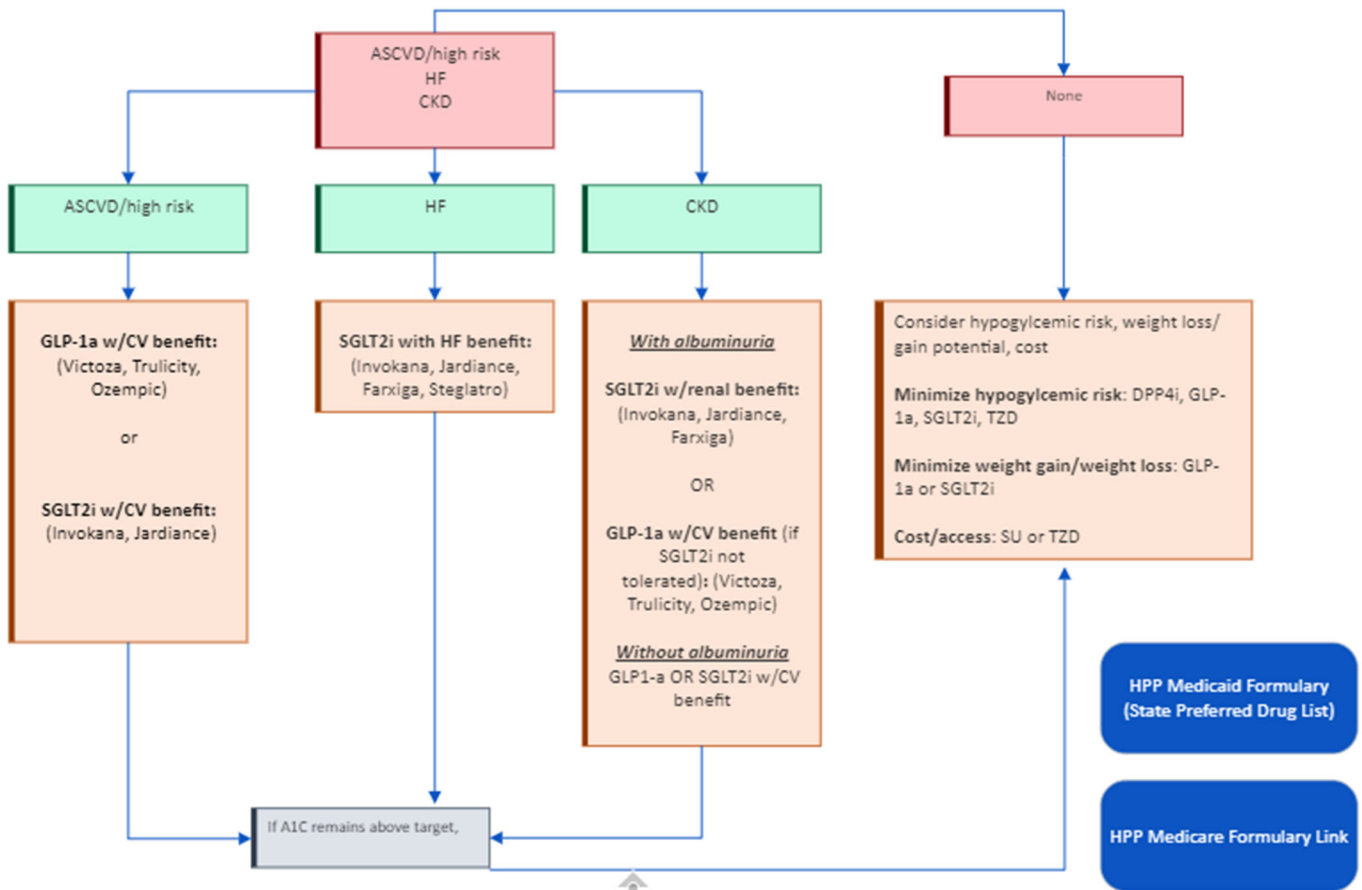 ASCVD/high risk
HF
CKD
None
ASCVD/high risk
HF
CKD
GLP-1a w/CV benefit:
(Victoza, Trulicity,
Ozempic)
or
SGLT2i w/CV benefit:
(Invokana, Jardiance)
SGLT2i with HF benefit:
(Invokana, Jardiance,
Farxiga, Steglatro)
With albuminuria
SGLT2i w/renal benefit:
(Invokana, Jardiance,
Farxiga)
OR
GLP-1a w/CV benefit (if
SGLT2i not
tolerated): (Victoza,
Trulicity, Ozempic)
Without albuminuria
GLP1-a OR SGLT2i w/CV
benefit
Consider hypogylcemic risk, weight loss/
gain potential, cost
Minimize hypogylcemic risk: DPP4i, GLP-
1a, SGLT2i, TZD
Minimize weight gain/weight loss: GLP-
1a or SGLT2i
Cost/access: SU or TZD
If A1C remains above target,
HPP Medicaid Formulary
(State Preferred Drug List)
HPP Medicare Formulary Link